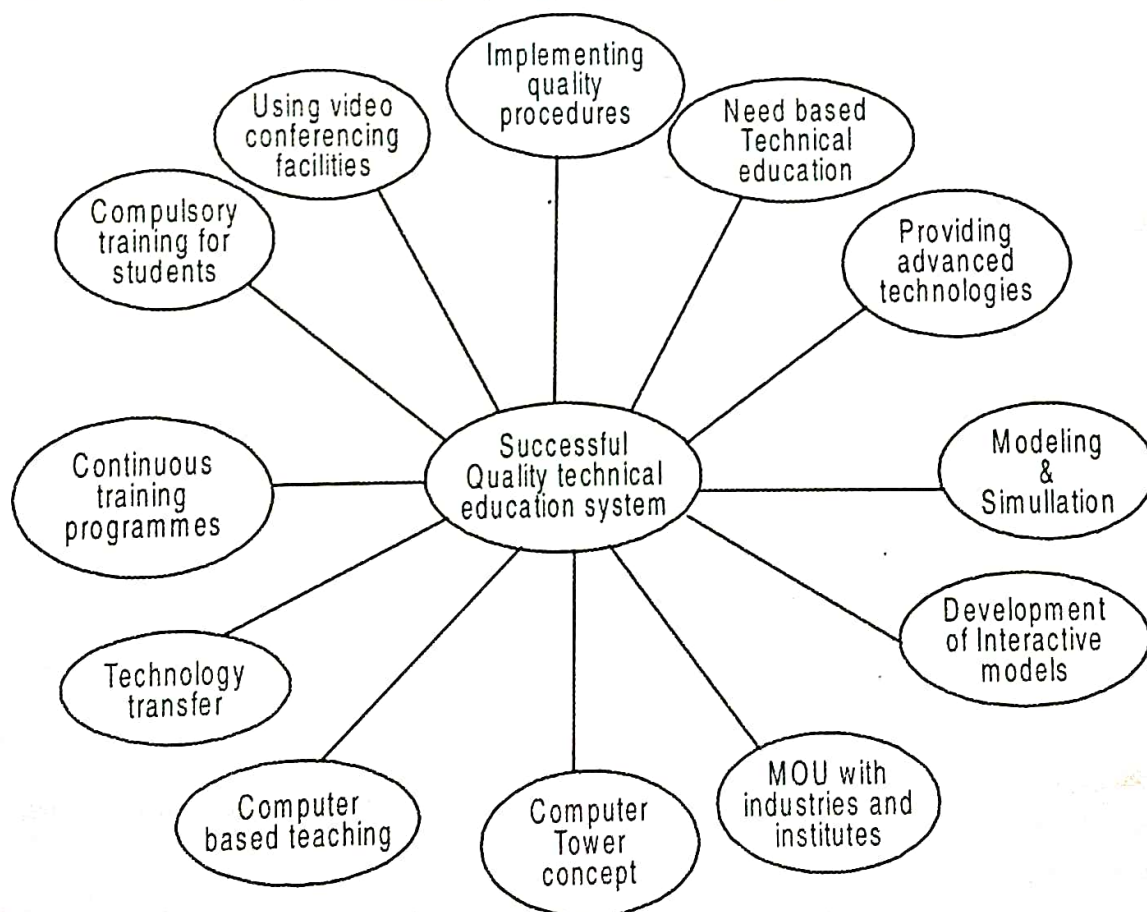 Implementing
quality
procedures
Using video
conferencing
facilities
Need based
Technical
education
Compulsory
training for
students
Providing
advanced
technologies
Successful
Quality technical
education system
Continuous
training
programmes
Modeling
&
Simullation
Development
of Interactive
models
Technology
transfer
Computer
based teaching
Computer
Tower
concept
MOU with
industries and
institutes